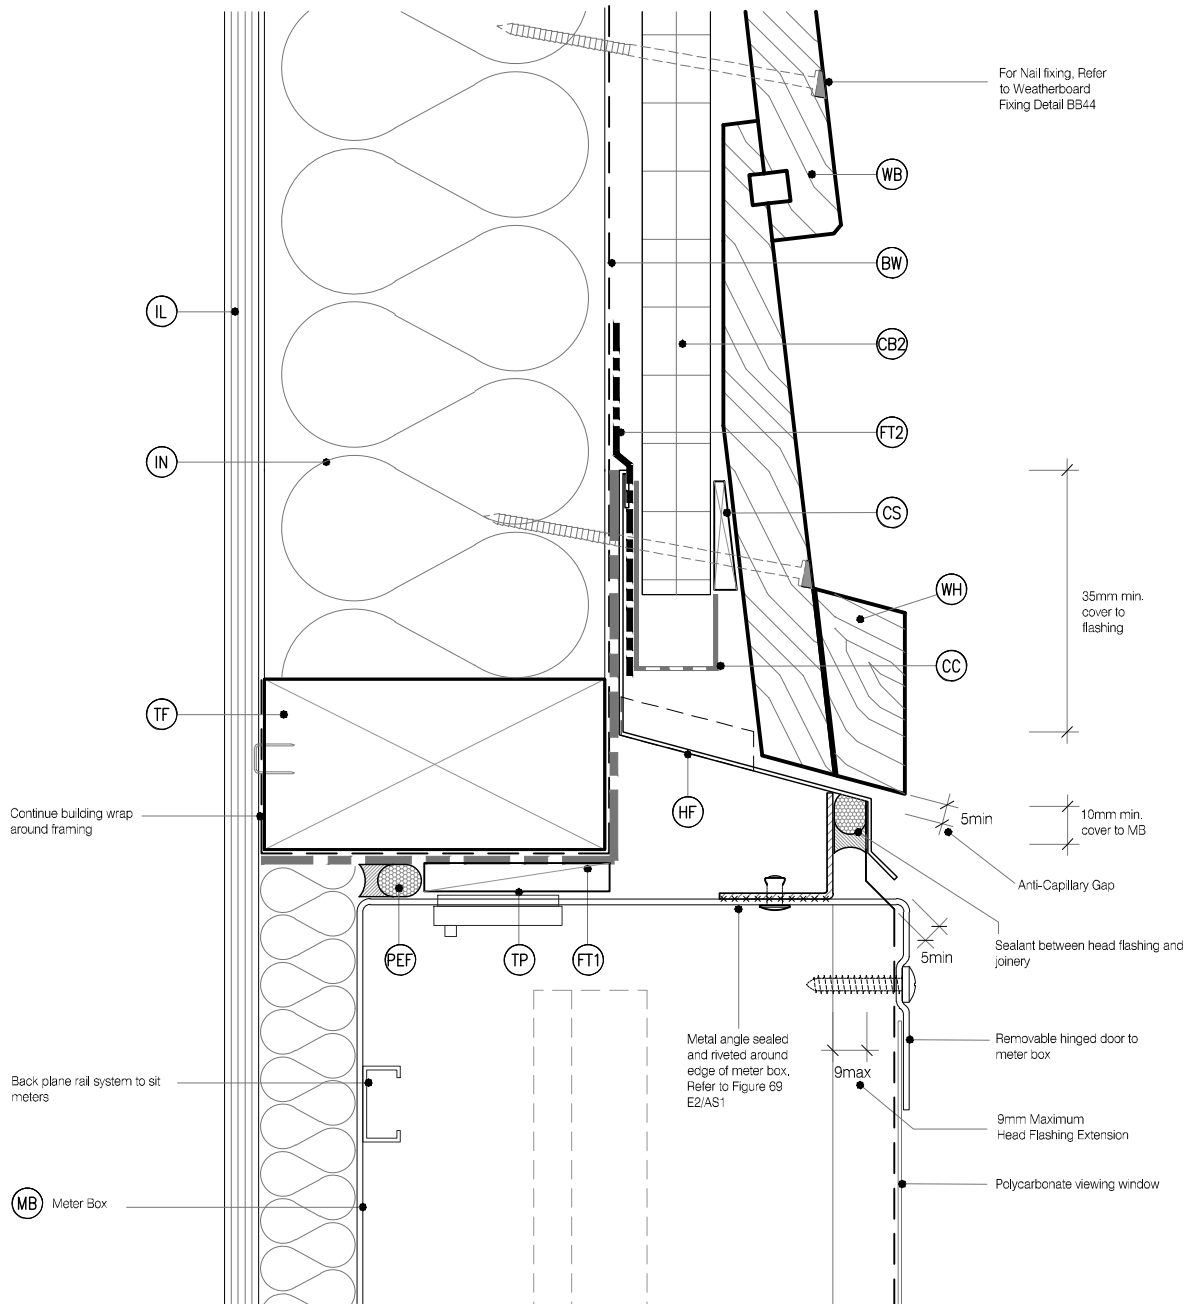 For Nail fixing, Refer
to Weatherboard
Fixing Detail BB44
WB
BW
IL
CB2
FT2
IN
CS
WH
35mm min.
cover to
flashing
CC
TF
HF
Continue building wrap
around framing
5min
10mm min.
cover to MB
Anti-Capillary Gap
PEF
TP
FT1
5min
Sealant between head flashing and
joinery
Metal angle sealed
and riveted around
edge of meter box.
Refer to Figure 69
E2/AS1
Removable hinged door to
meter box
9max
Back plane rail system to sit
meters
9mm Maximum
Head Flashing Extension
Polycarbonate viewing window
MB Meter Box